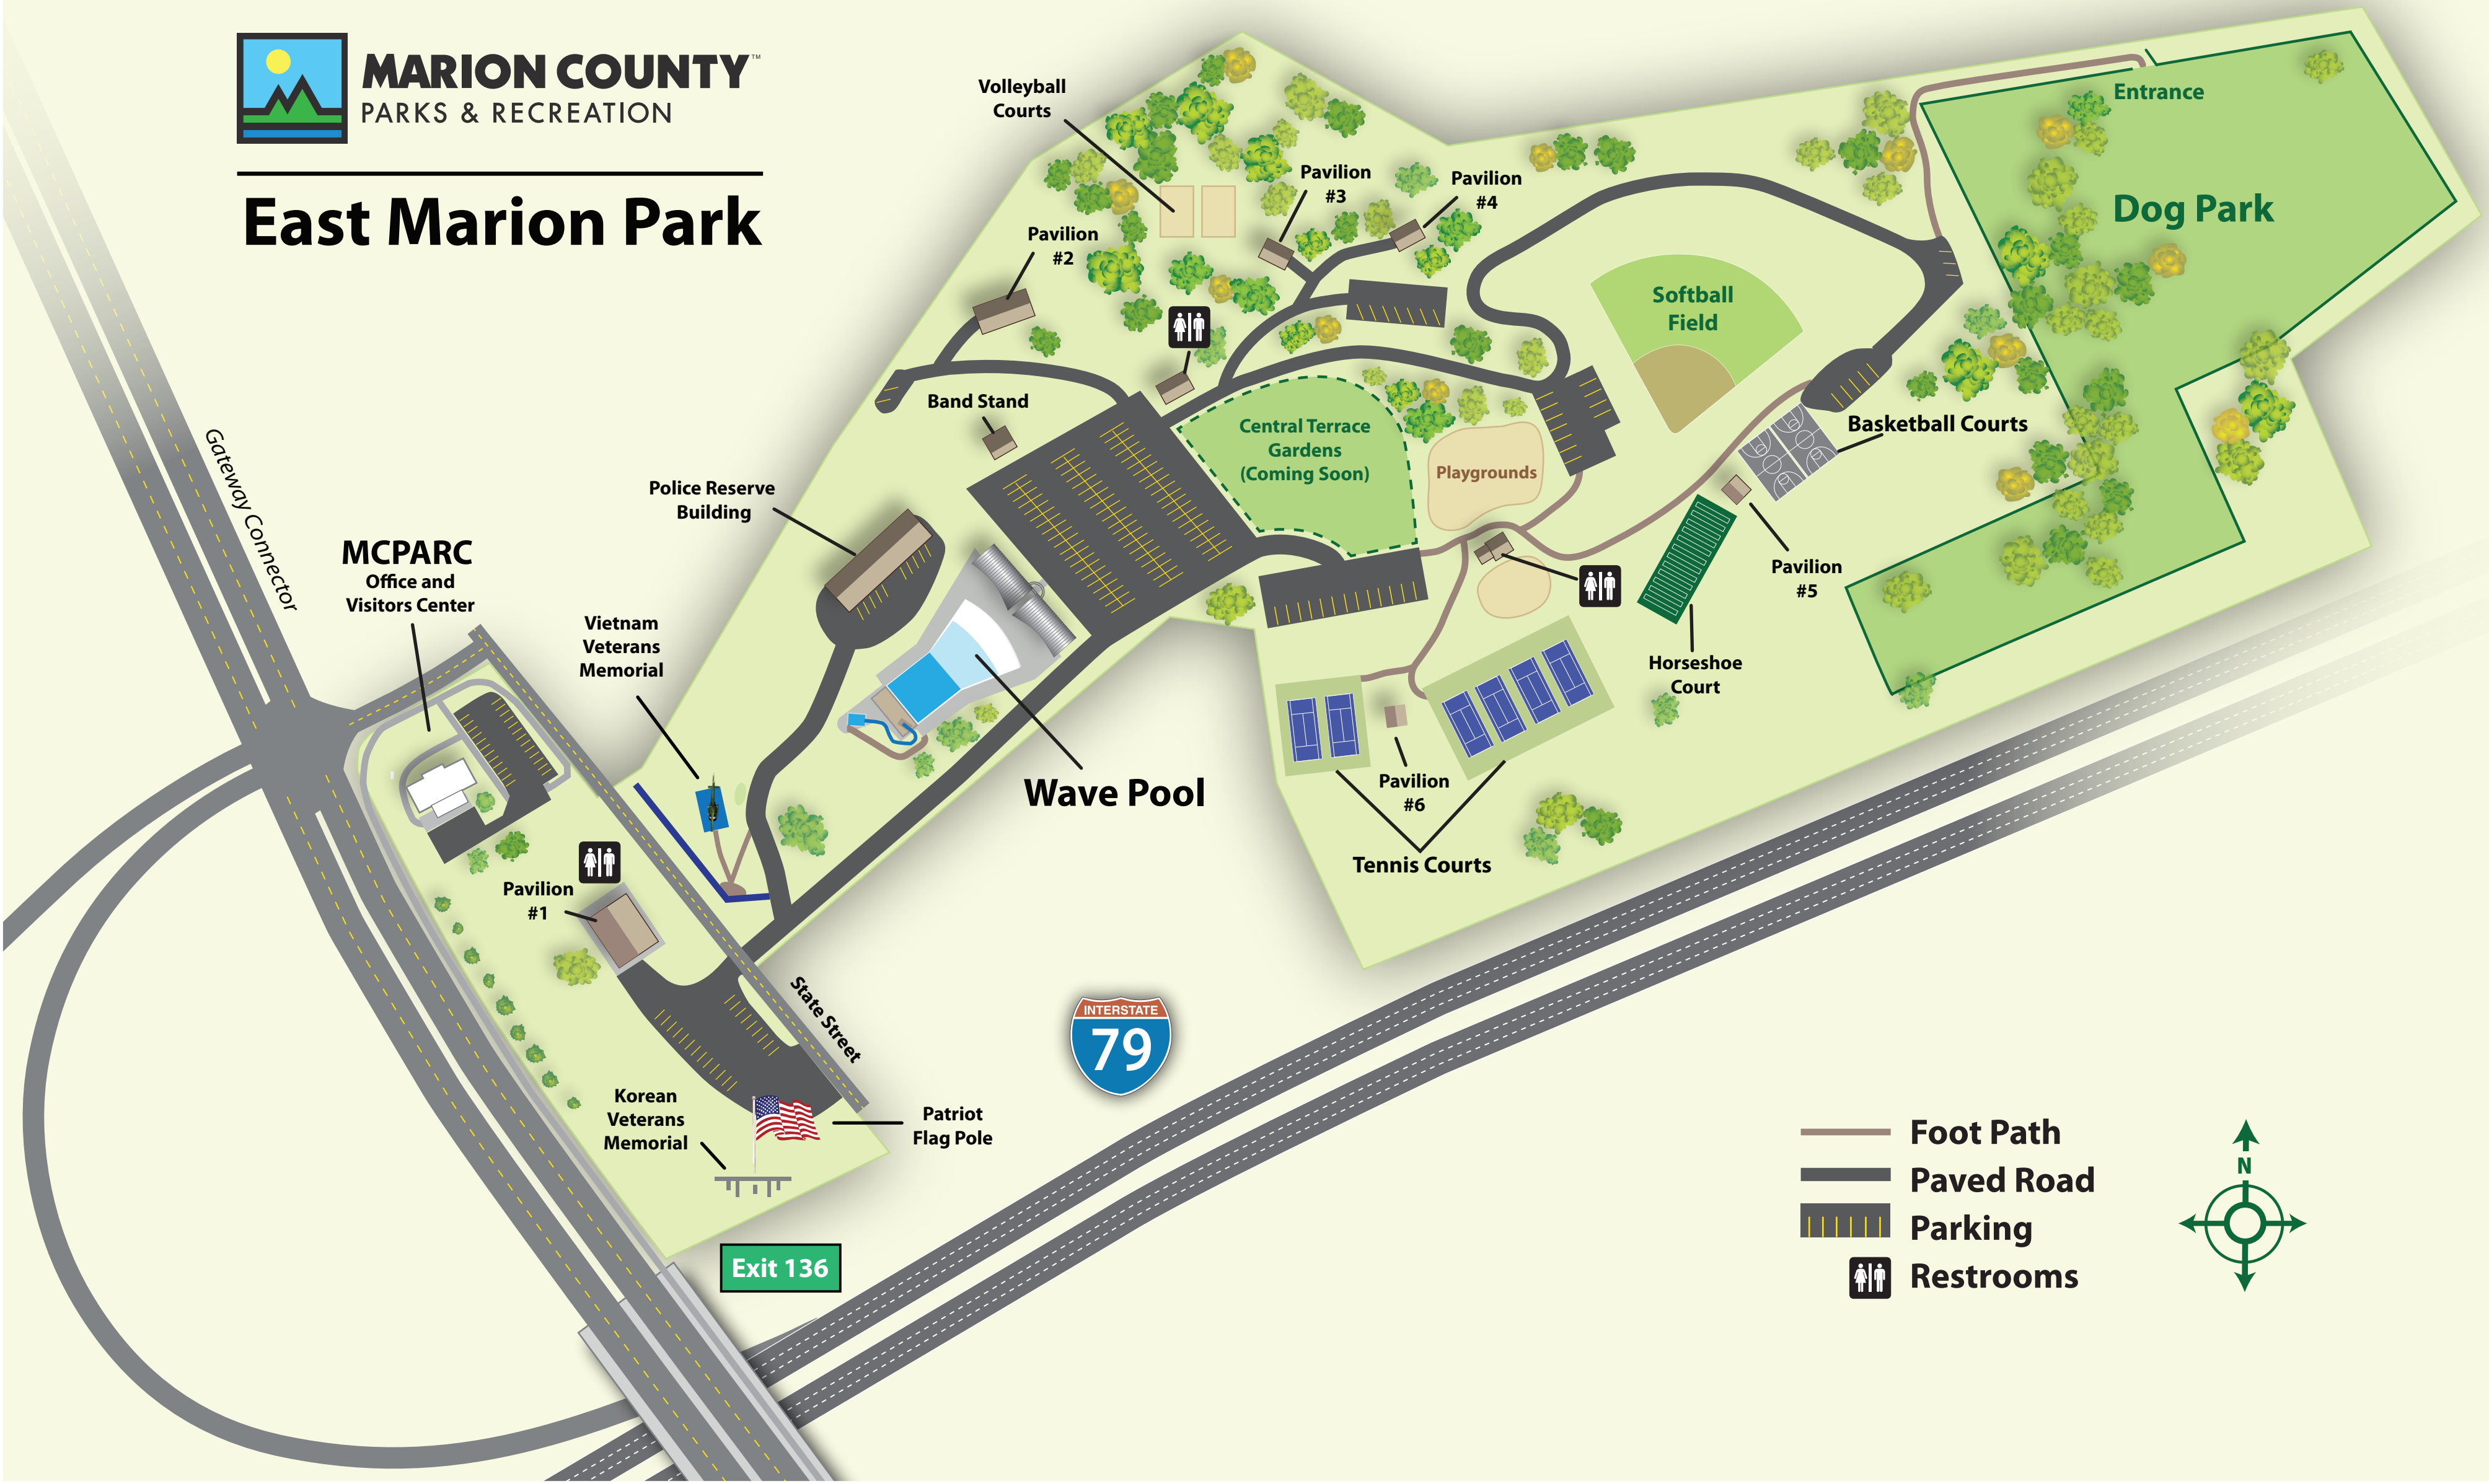 MARION COUNTY™
PARKS & RECREATION
East Marion Park
Volleyball
Courts
Pavilion
#3
Pavilion
#4
Pavilion
#2
Entrance
Dog Park
Softball
Field
Band Stand
Central Terrace
Gardens
(Coming Soon)
Playgrounds
Basketball Courts
Gateway Connector
Police Reserve
Building
MCPARC
Office and
Visitors Center
Vietnam
Veterans
Memorial
Pavilion
#5
Horseshoe
Court
Wave Pool
Pavilion
#6
Tennis Courts
Pavilion
#1
State Street
INTERSTATE
79
Korean
Veterans
Memorial
Patriot
Flag Pole
Exit 136
Foot Path
Paved Road
Parking
Restrooms
N